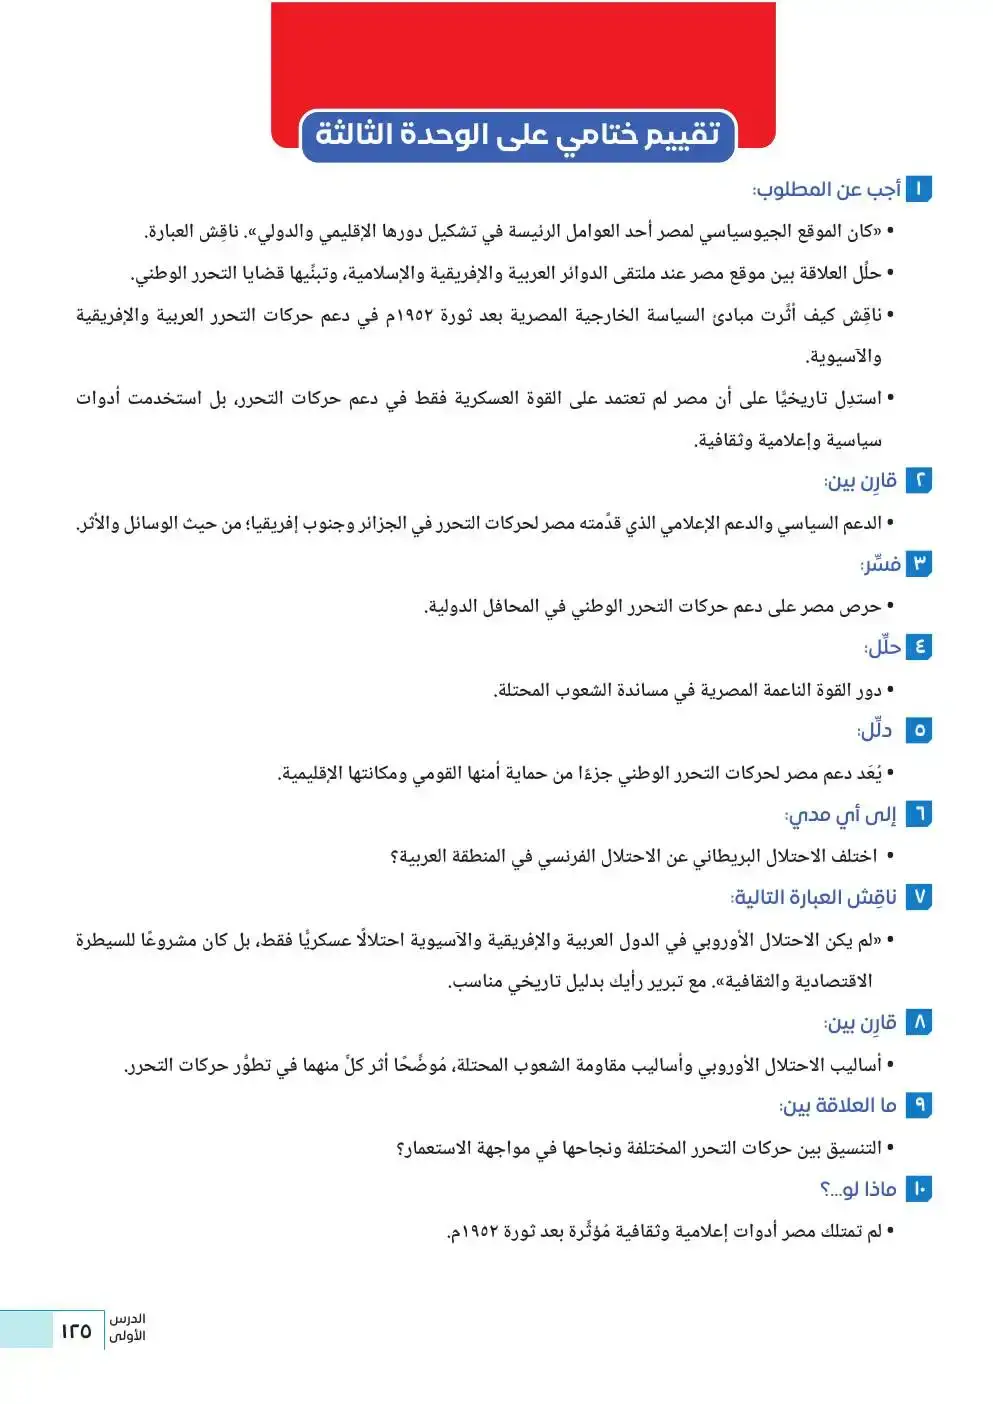 تقييم ختامي على الوحدة الثالثة
١ أجب عن المطلوب:
• «كان الموقع الجيوسياسي لمصر أحد العوامل الرئيسة في تشكيل دورها الإقليمي والدولي». ناقِش العبارة.
• حلِّل العلاقة بين موقع مصر عند ملتقى الدوائر العربية والإفريقية والإسلامية، وتبنِّيها قضايا التحرر الوطني.
• ناقِش كيف أثَّرت مبادئ السياسة الخارجية المصرية بعد ثورة ١٩٥٢م في دعم حركات التحرر العربية والإفريقية
والآسيوية.
• استدِل تاريخيًّا على أن مصر لم تعتمد على القوة العسكرية فقط في دعم حركات التحرر، بل استخدمت أدوات
سياسية وإعلامية وثقافية.
٢ قارِن بين:
• الدعم السياسي والدعم الإعلامي الذي قدَّمته مصر لحركات التحرر في الجزائر وجنوب إفريقيا؛ من حيث الوسائل والأثر.
٣ فسِّر:
• حرص مصر على دعم حركات التحرر الوطني في المحافل الدولية.
٤ حلِّل:
• دور القوة الناعمة المصرية في مساندة الشعوب المحتلة.
٥ دلِّل:
• يُعَد دعم مصر لحركات التحرر الوطني جزءًا من حماية أمنها القومي ومكانتها الإقليمية.
٦ إلى أي مدي:
• اختلف الاحتلال البريطاني عن الاحتلال الفرنسي في المنطقة العربية؟
٧ ناقِش العبارة التالية:
• «لم يكن الاحتلال الأوروبي في الدول العربية والإفريقية والآسيوية احتلالًا عسكريًّا فقط، بل كان مشروعًا للسيطرة
الاقتصادية والثقافية». مع تبرير رأيك بدليل تاريخي مناسب.
٨ قارِن بين:
• أساليب الاحتلال الأوروبي وأساليب مقاومة الشعوب المحتلة، مُوضِّحًا أثر كلٍّ منهما في تطوُّر حركات التحرر.
٩ ما العلاقة بين:
• التنسيق بين حركات التحرر المختلفة ونجاحها في مواجهة الاستعمار؟
١٠ ماذا لو...؟
• لم تمتلك مصر أدوات إعلامية وثقافية مُؤثِّرة بعد ثورة ١٩٥٢م.
الدرس
الأولى
١٢٥